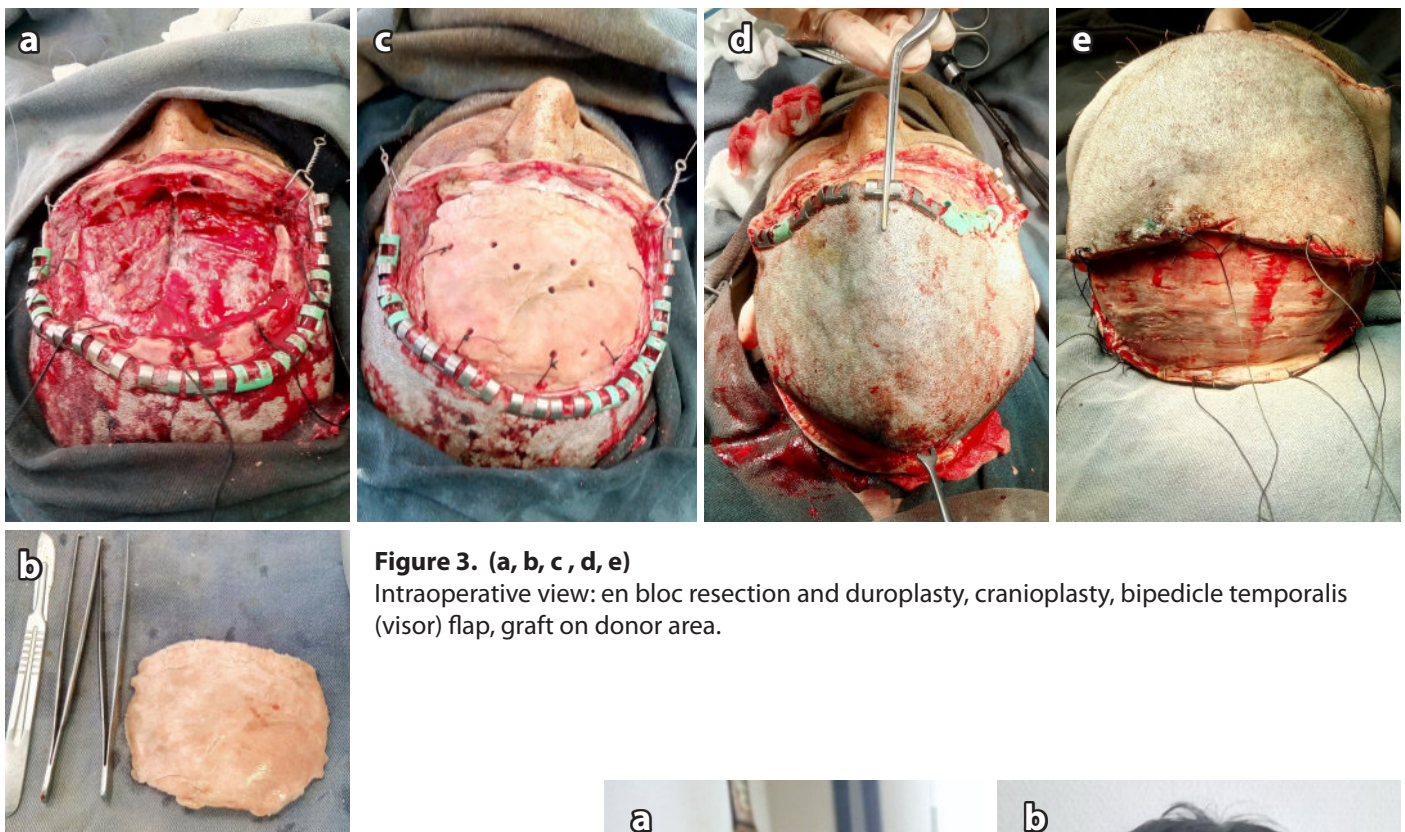 a
c
d
e
b
Figure 3. (a, b, c , d, e)
Intraoperative view: en bloc resection and duroplasty, cranioplasty, bipedicle temporalis
(visor) flap, graft on donor area.
a
b